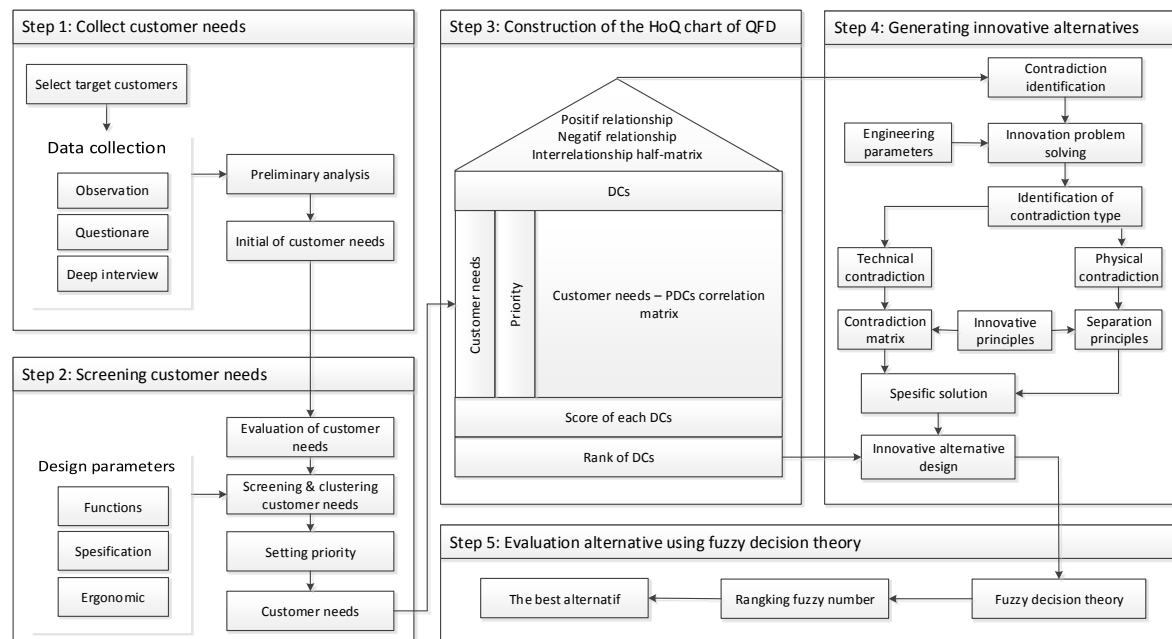 Step 1: Collect customer needs
Select target customers
Data collection
Observation
Questionare
Deep interview
Preliminary analysis
Initial of customer needs
Step 2: Screening customer needs
Design parameters
Functions
Spesification
Ergonomic
Evaluation of customer
needs
Screening & clustering
customer needs
Setting priority
Customer needs
Step 3: Construction of the HoQ chart of QFD
Positif relationship
Negatif relationship
Interrelationship half-matrix
DCs
Customer needs
Priority
Customer needs – PDCs correlation
matrix
Score of each DCs
Rank of DCs
Step 4: Generating innovative alternatives
Contradiction
identification
Engineering
parameters
Innovation problem
solving
Identification of
contradiction type
Technical
contradiction
Physical
contradiction
Contradiction
matrix
Innovative
principles
Separation
principles
Spesific solution
Innovative alternative
design
Step 5: Evaluation alternative using fuzzy decision theory
The best alternatif
Rangking fuzzy number
Fuzzy decision theory